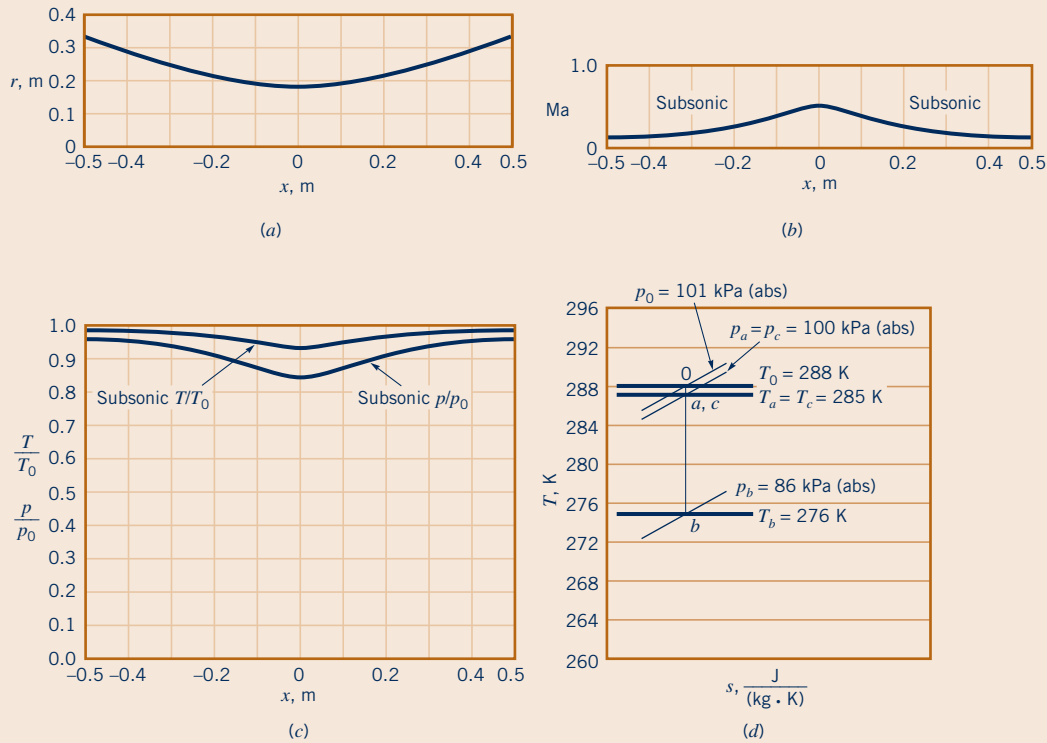 0.4
0.3
r, m 0.2
0.1
0
–0.5 –0.4 –0.2 0 0.2 0.4 0.5
x, m
(a)
1.0
Ma
Subsonic Subsonic
0
–0.5 –0.4 –0.2 0 0.2 0.4 0.5
x, m
(b)
1.0
0.9
0.8
Subsonic T/T0 Subsonic p/p0
0.7
T/T0 0.6
0.5
p/p0 0.4
0.3
0.2
0.1
0.0
–0.5 –0.4 –0.2 0 0.2 0.4 0.5
x, m
(c)
p0 = 101 kPa (abs)
296
pa = pc = 100 kPa (abs)
292
0 T0 = 288 K
288
a, c Ta = Tc = 285 K
284
280
T, K
276
pb = 86 kPa (abs)
b Tb = 276 K
272
268
264
260
s, J/(kg • K)
(d)